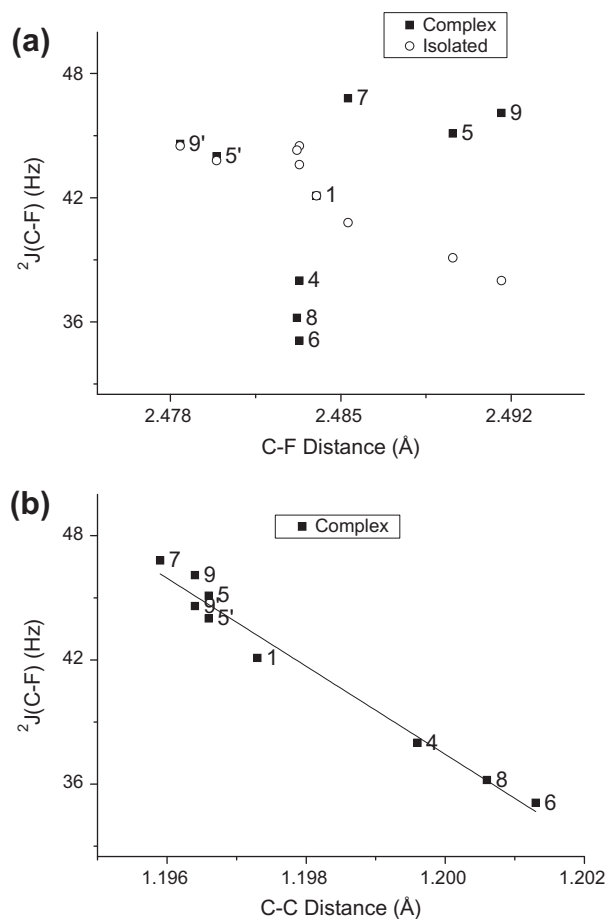 (a)
Complex
Isolated
48
42
36
²J(C-F) (Hz)
7
9
5
9'
5'
1
4
8
6
2.478 2.485 2.492
C-F Distance (Å)
(b)
Complex
48
42
36
²J(C-F) (Hz)
7
9
5
9'
5'
1
4
8
6
1.196 1.198 1.200 1.202
C-C Distance (Å)